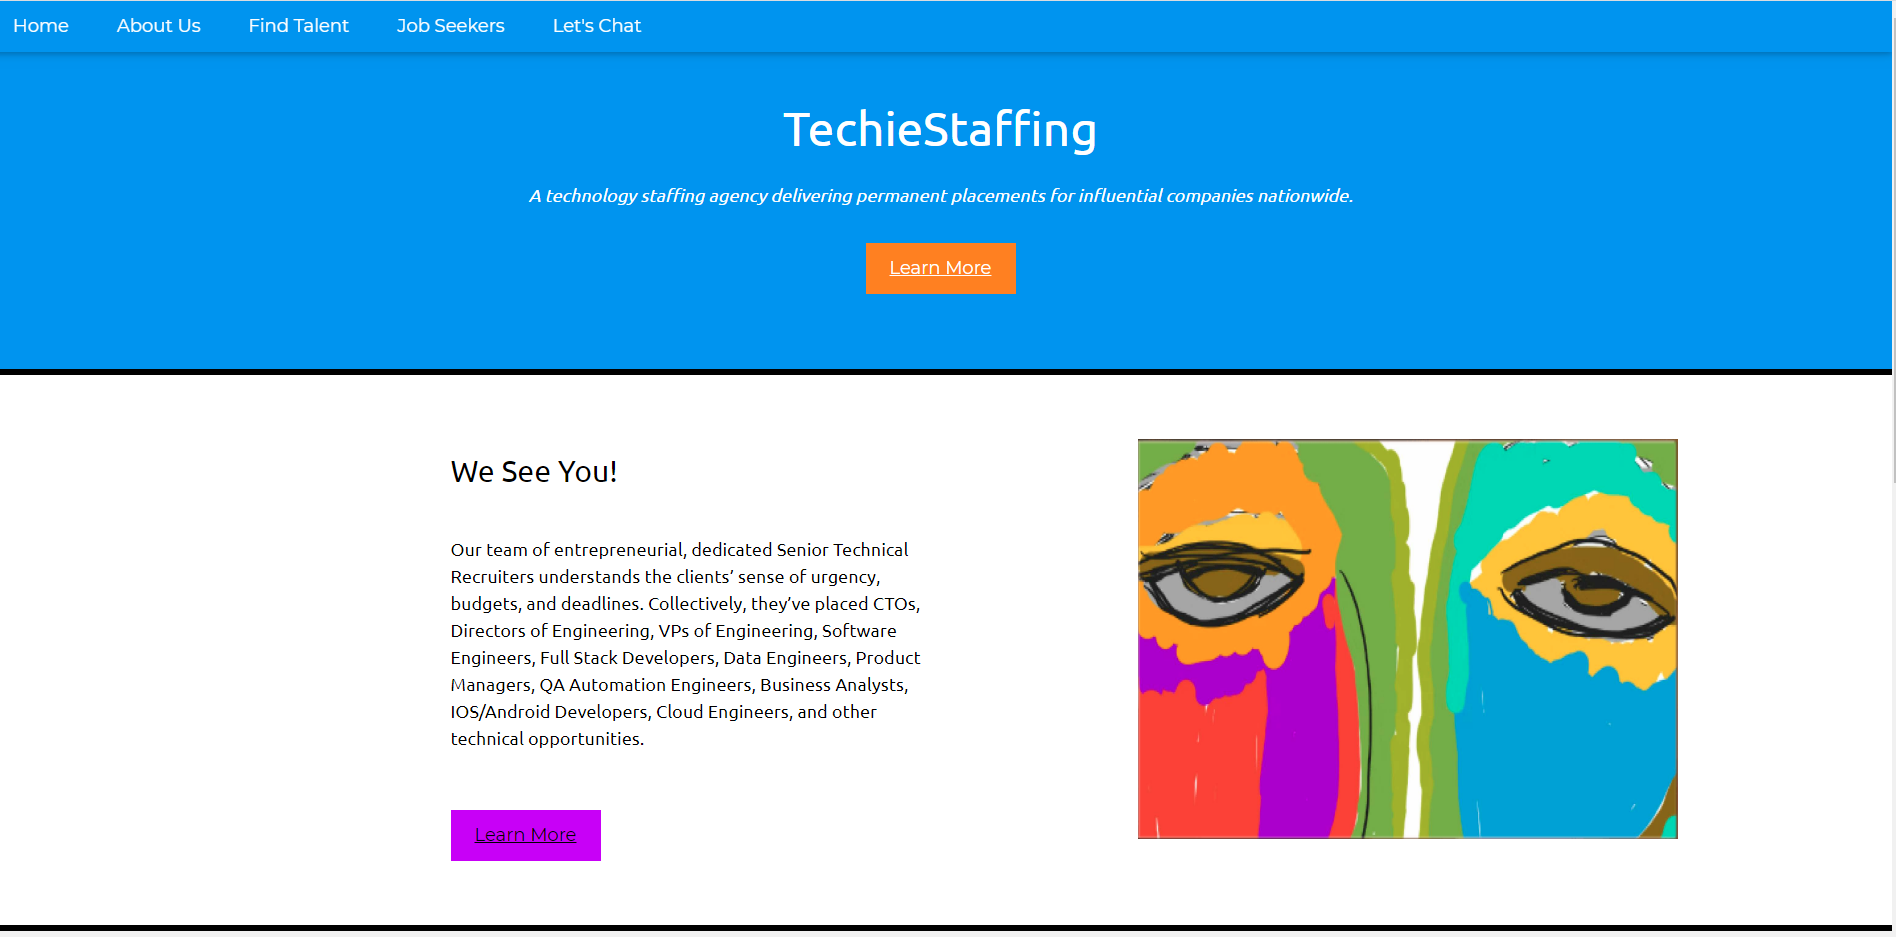 Home About Us Find Talent Job Seekers Let's Chat
TechieStaffing
A technology staffing agency delivering permanent placements for influential companies nationwide.
Learn More
We See You!
Our team of entrepreneurial, dedicated Senior Technical
Recruiters understands the clients’ sense of urgency,
budgets, and deadlines. Collectively, they’ve placed CTOs,
Directors of Engineering, VPs of Engineering, Software
Engineers, Full Stack Developers, Data Engineers, Product
Managers, QA Automation Engineers, Business Analysts,
IOS/Android Developers, Cloud Engineers, and other
technical opportunities.
Learn More